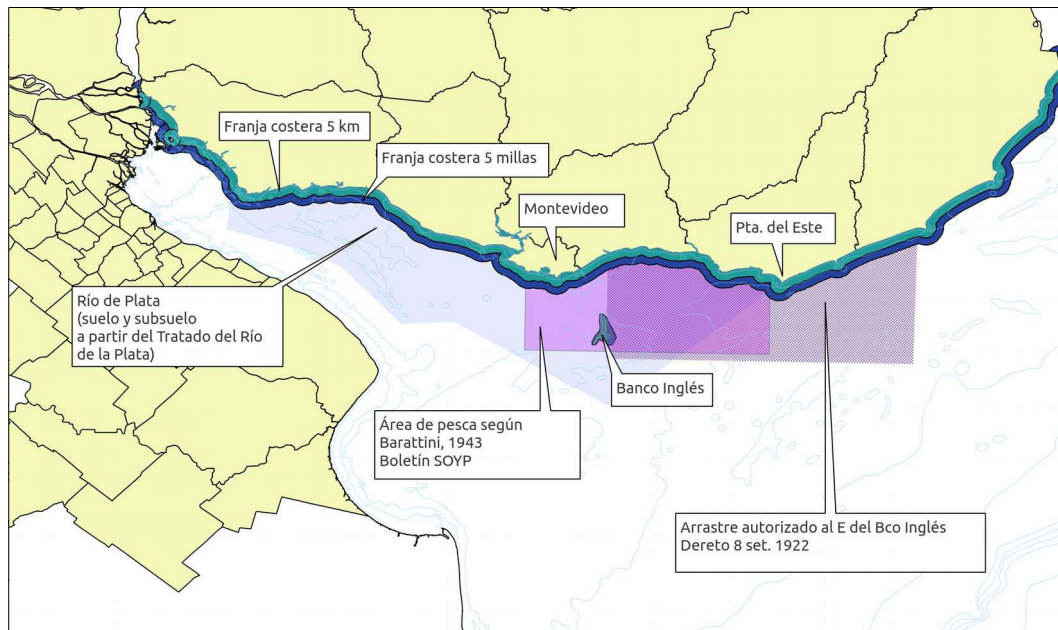 Franja costera 5 km
Franja costera 5 millas
Montevideo
Pta. del Este
Río de Plata
(suelo y subsuelo
a partir del Tratado del Río
de la Plata)
Banco Inglés
Área de pesca según
Barattini, 1943
Boletín SOYP
Arrastre autorizado al E del Bco Inglés
Dereto 8 set. 1922